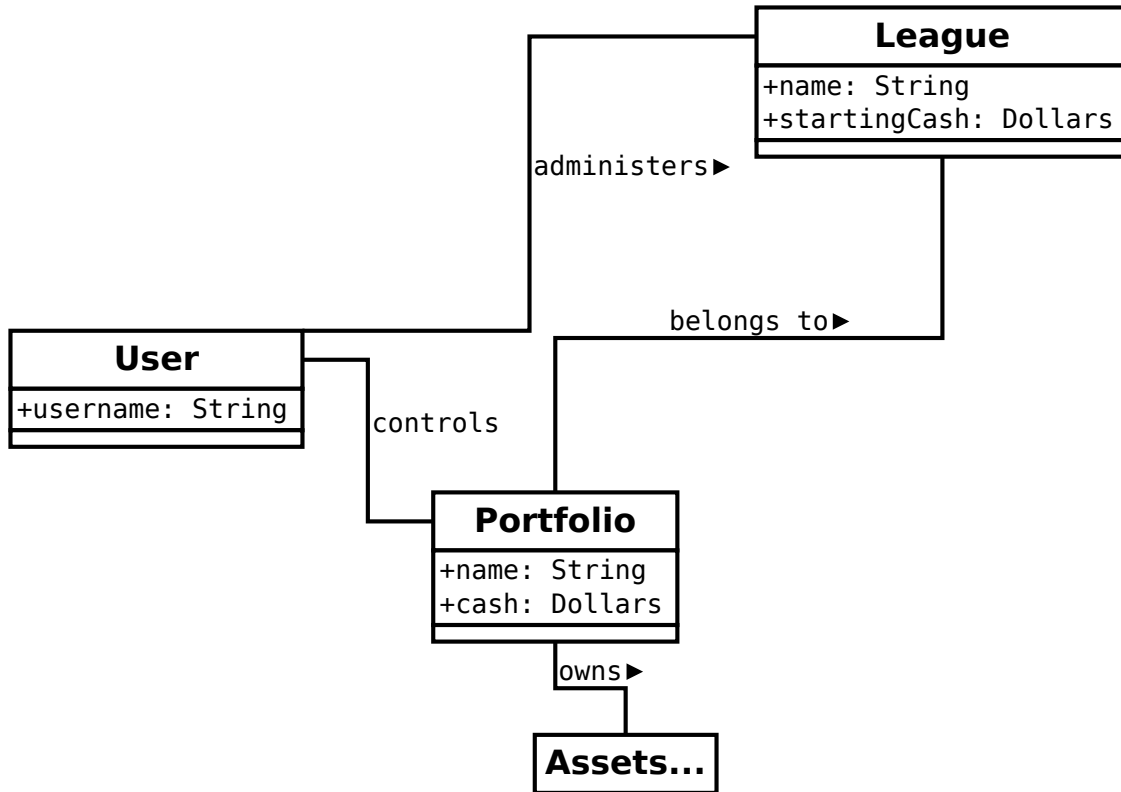 League
+name: String
+startingCash: Dollars
administers►
belongs to►
User
+username: String
controls
Portfolio
+name: String
+cash: Dollars
owns►
Assets...